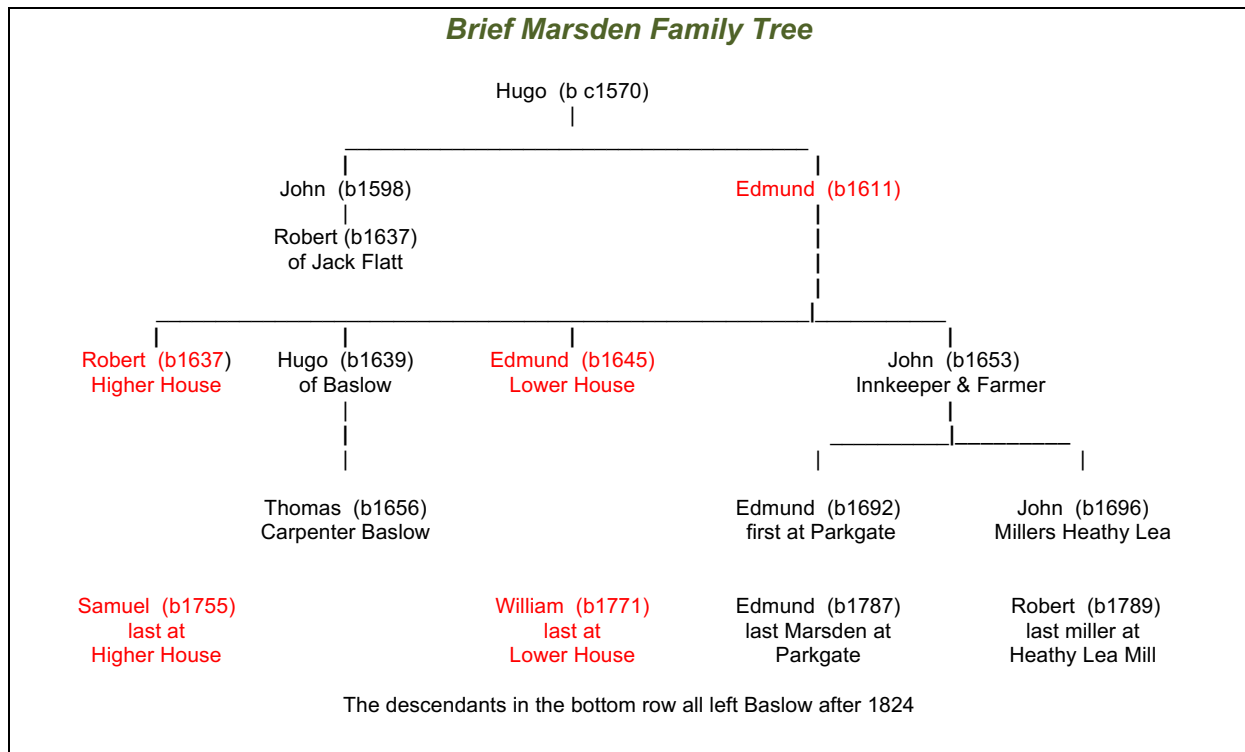 Brief Marsden Family Tree
Hugo (b c1570)
John (b1598) Edmund (b1611)
Robert (b1637)
of Jack Flatt
Robert (b1637) Hugo (b1639) Edmund (b1645) John (b1653)
Higher House of Baslow Lower House Innkeeper & Farmer
Thomas (b1656) Edmund (b1692) John (b1696)
Carpenter Baslow first at Parkgate Millers Heathy Lea
Samuel (b1755) William (b1771) Edmund (b1787) Robert (b1789)
last at last at last Marsden at last miller at
Higher House Lower House Parkgate Heathy Lea Mill
The descendants in the bottom row all left Baslow after 1824